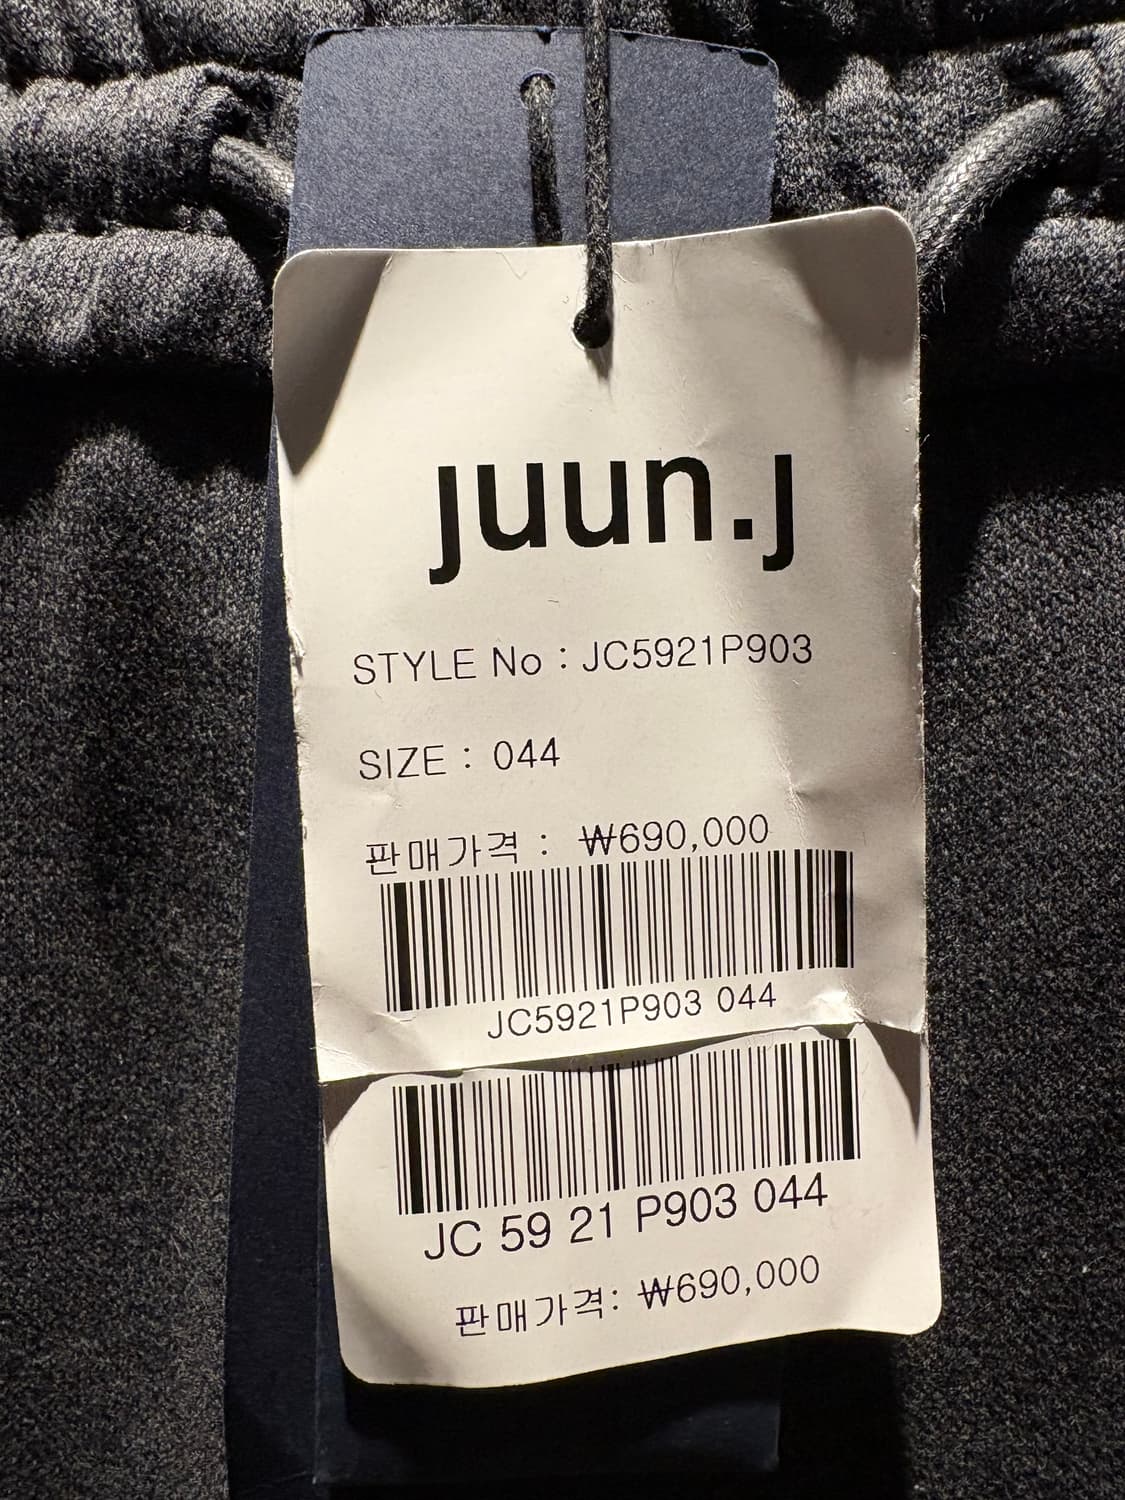 juun.j
STYLE No : JC5921P903
SIZE : 044
판매가격 : ₩690,000
JC5921P903 044
JC 59 21 P903 044
판매가격: ₩690,000